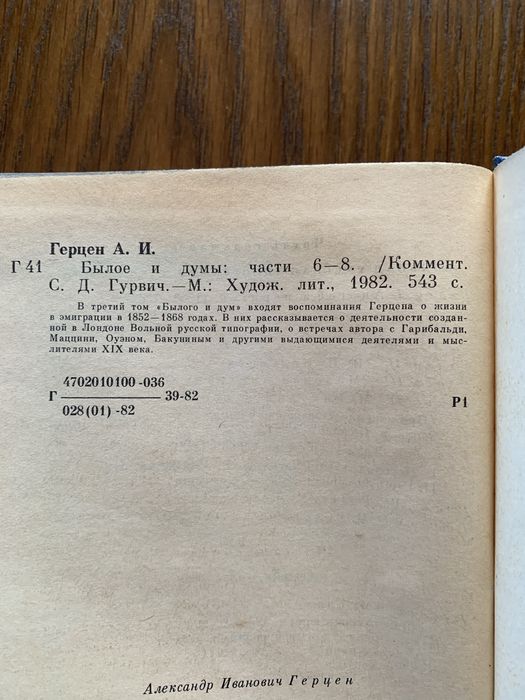 Герцен А. И.
Г 41 Былое и думы: части 6—8. /Коммент.
С. Д. Гурвич.—М.: Худож. лит., 1982. 543 с.
В третий том «Былого и дум» входят воспоминания Герцена о жизни
в эмиграции в 1852—1868 годах. В них рассказывается о деятельности создан-
ной в Лондоне Вольной русской типографии, о встречах автора с Гарибальди,
Маццини, Оуэном, Бакуниным и другими выдающимися деятелями и мыс-
лителями XIX века.
4702010100-036
Г ———— 39-82
028(01)-82
Р1
Александр Иванович Герцен